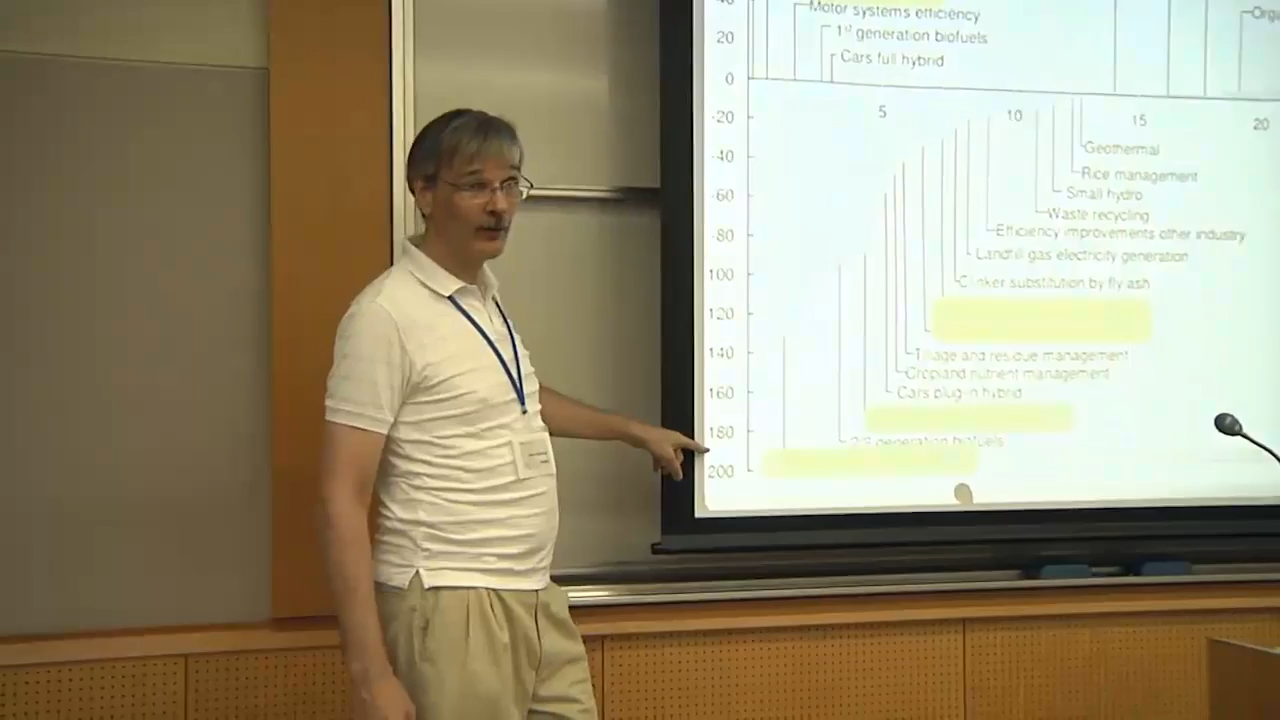 Motor systems efficiency
20
1st generation biofuels
Cars full hybrid
0
5
10
15
20
-20
-40
Geothermal
Rice management
-60
Small hydro
Waste recycling
-80
Efficiency improvements other industry
Landfill gas electricity generation
100
Clinker substitution by fly ash
120
140
Tillage and residue management
Cropland nutrient management
160
Cars plug-in hybrid
180
generation biofuels
200